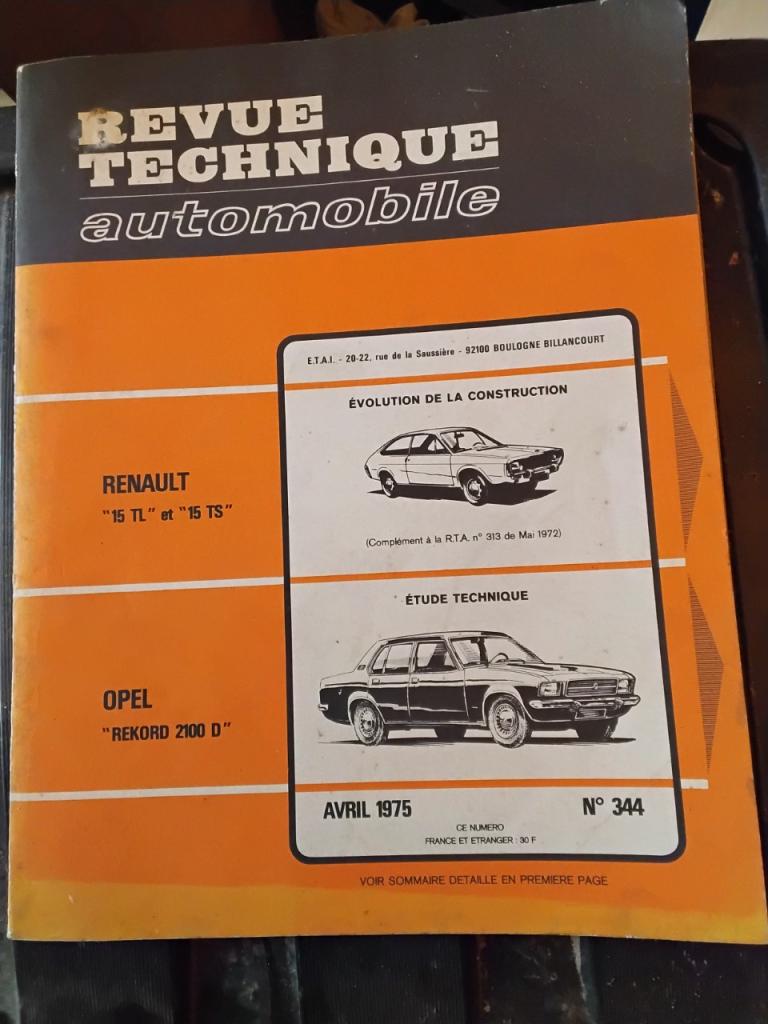 REVUE
TECHNIQUE
automobile
E.T.A.I. - 20-22, rue de la Saussière - 92100 BOULOGNE BILLANCOURT
ÉVOLUTION DE LA CONSTRUCTION
RENAULT
"15 TL" et "15 TS"
(Complément à la R.T.A. n° 313 de Mai 1972)
ÉTUDE TECHNIQUE
OPEL
"REKORD 2100 D"
AVRIL 1975 N° 344
CE NUMERO
FRANCE ET ETRANGER : 30 F
VOIR SOMMAIRE DETAILLE EN PREMIERE PAGE